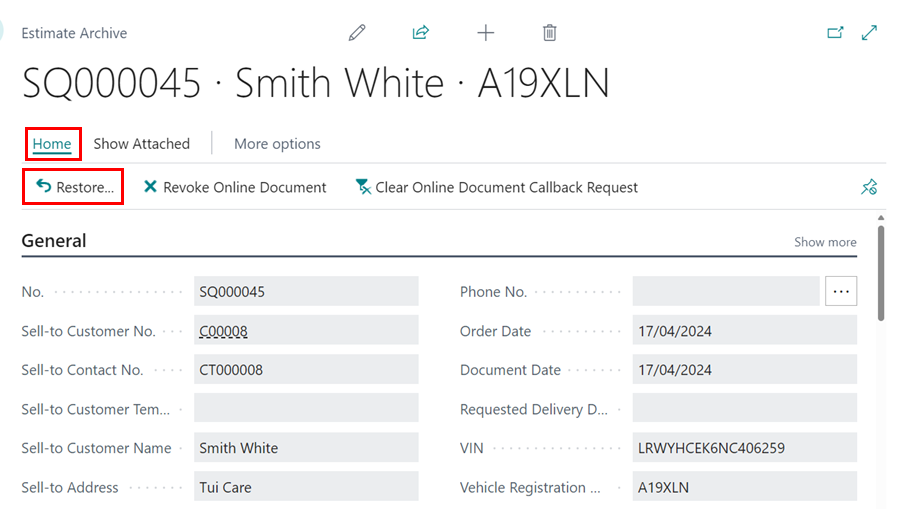 Estimate Archive
SQ000045 · Smith White · A19XLN
Home Show Attached More options
Restore... Revoke Online Document Clear Online Document Callback Request
General Show more
No. SQ000045 Phone No. ...
Sell-to Customer No. C00008 Order Date 17/04/2024
Sell-to Contact No. CT000008 Document Date 17/04/2024
Sell-to Customer Tem... Requested Delivery D...
Sell-to Customer Name Smith White VIN LRWYHCEK6NC406259
Sell-to Address Tui Care Vehicle Registration ... A19XLN